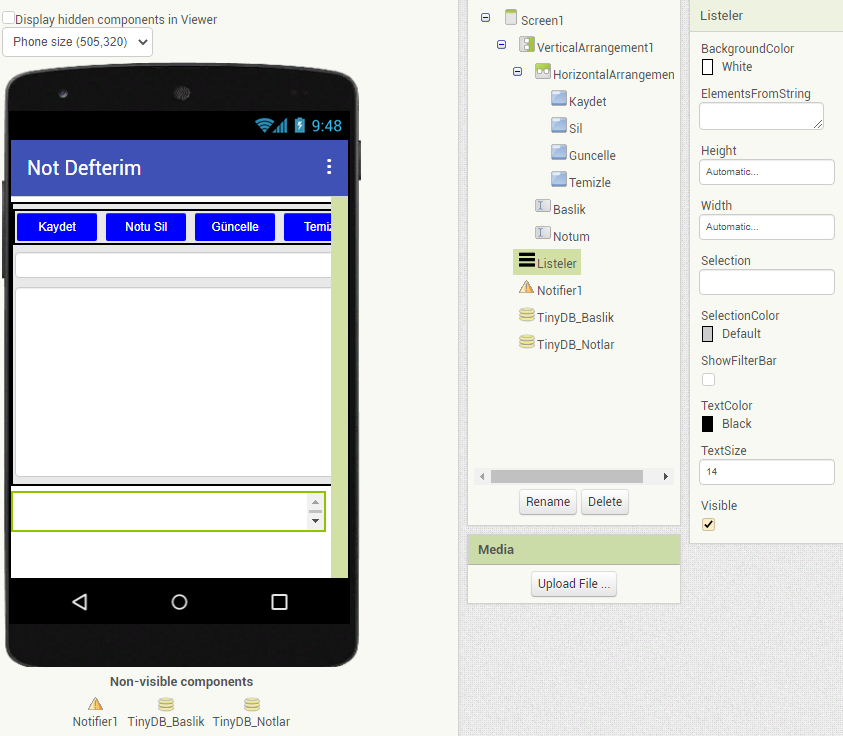 Display hidden components in Viewer
Phone size (505,320)
9:48
Not Defterim
Kaydet
Notu Sil
Güncelle
Temiz
Non-visible components
Notifier1
TinyDB_Baslik
TinyDB_Notlar
Screen1
VerticalArrangement1
HorizontalArrangemen
Kaydet
Sil
Guncelle
Temizle
Baslik
Notum
Listeler
Notifier1
TinyDB_Baslik
TinyDB_Notlar
Rename
Delete
Media
Upload File ...
Listeler
BackgroundColor
White
ElementsFromString
Height
Automatic...
Width
Automatic...
Selection
SelectionColor
Default
ShowFilterBar
TextColor
Black
TextSize
14
Visible